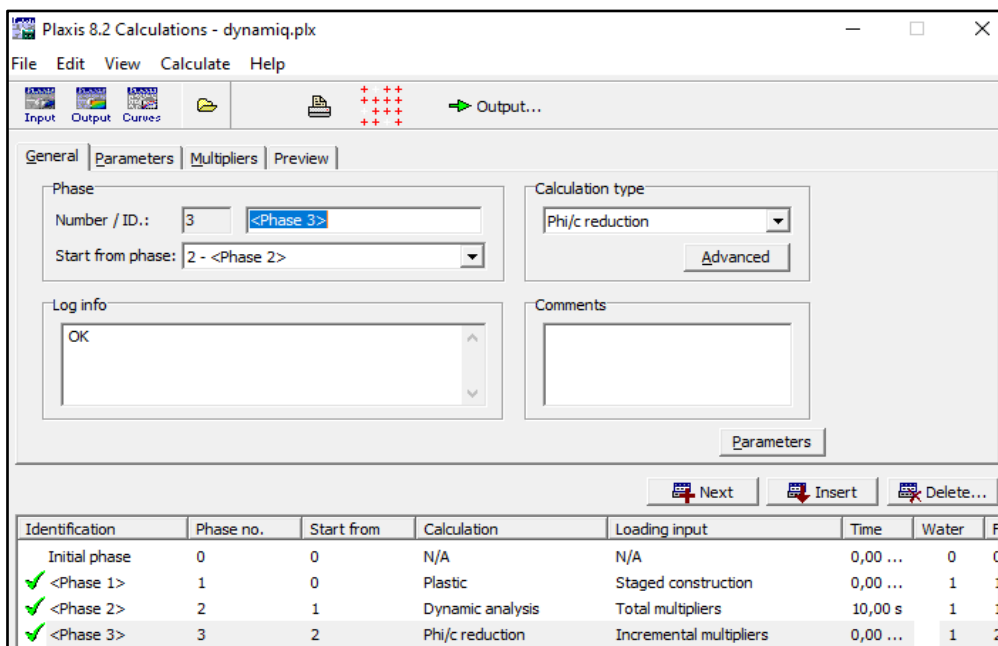 Plaxis 8.2 Calculations - dynamiq.plx
File Edit View Calculate Help
Input Output Curves Output...
General Parameters Multipliers Preview
Phase Calculation type
Number / ID.: 3 <Phase 3> Phi/c reduction
Start from phase: 2 - <Phase 2> Advanced
Log info Comments
OK
Parameters
Next Insert Delete...
Identification Phase no. Start from Calculation Loading input Time Water F
Initial phase 0 0 N/A N/A 0,00 ... 0 0
<Phase 1> 1 0 Plastic Staged construction 0,00 ... 1 1
<Phase 2> 2 1 Dynamic analysis Total multipliers 10,00 s 1 1
<Phase 3> 3 2 Phi/c reduction Incremental multipliers 0,00 ... 1 2